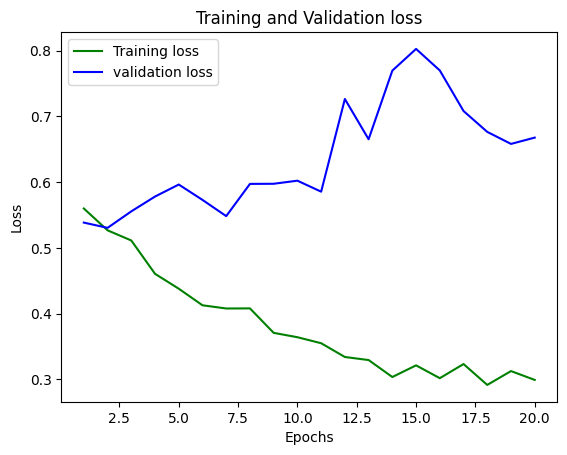 Training and Validation loss
Training loss
validation loss
0.8
0.7
0.6
0.5
0.4
0.3
Loss
2.5 5.0 7.5 10.0 12.5 15.0 17.5 20.0
Epochs